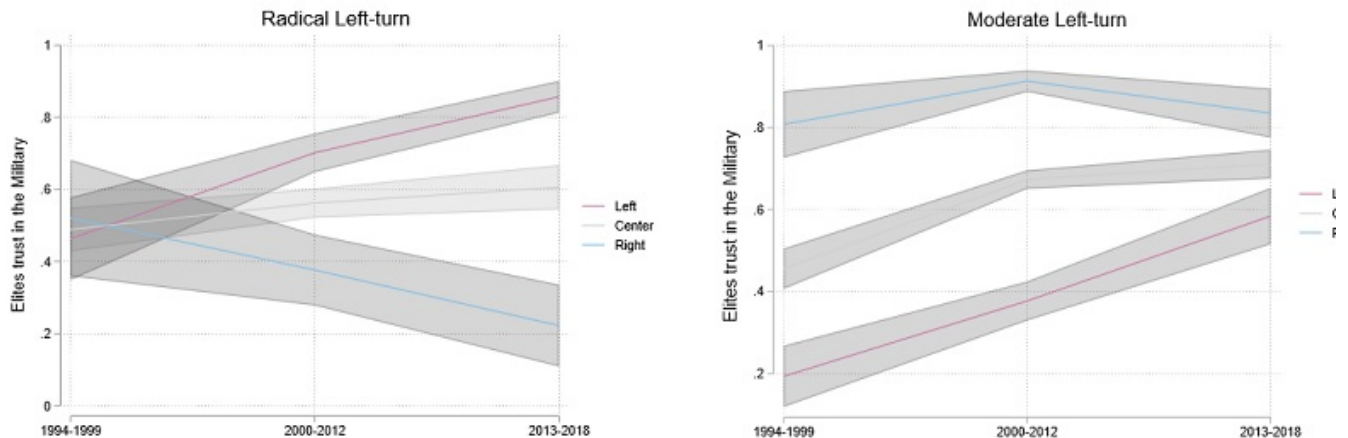 Radical Left-turn
Elites trust in the Military
1
.8
.6
.4
.2
0
1994-1999
2000-2012
2013-2018
Left
Center
Right
Moderate Left-turn
Elites trust in the Military
1
.8
.6
.4
.2
1994-1999
2000-2012
2013-2018
L